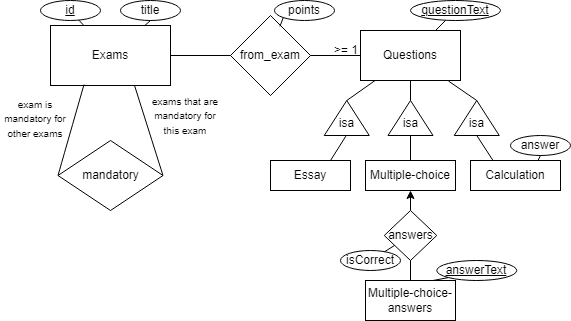 id
title
points
questionText
Exams
from_exam
>= 1
Questions
exam is
mandatory for
other exams
exams that are
mandatory for
this exam
isa
isa
isa
answer
mandatory
Essay
Multiple-choice
Calculation
answers
isCorrect
answerText
Multiple-choice-
answers